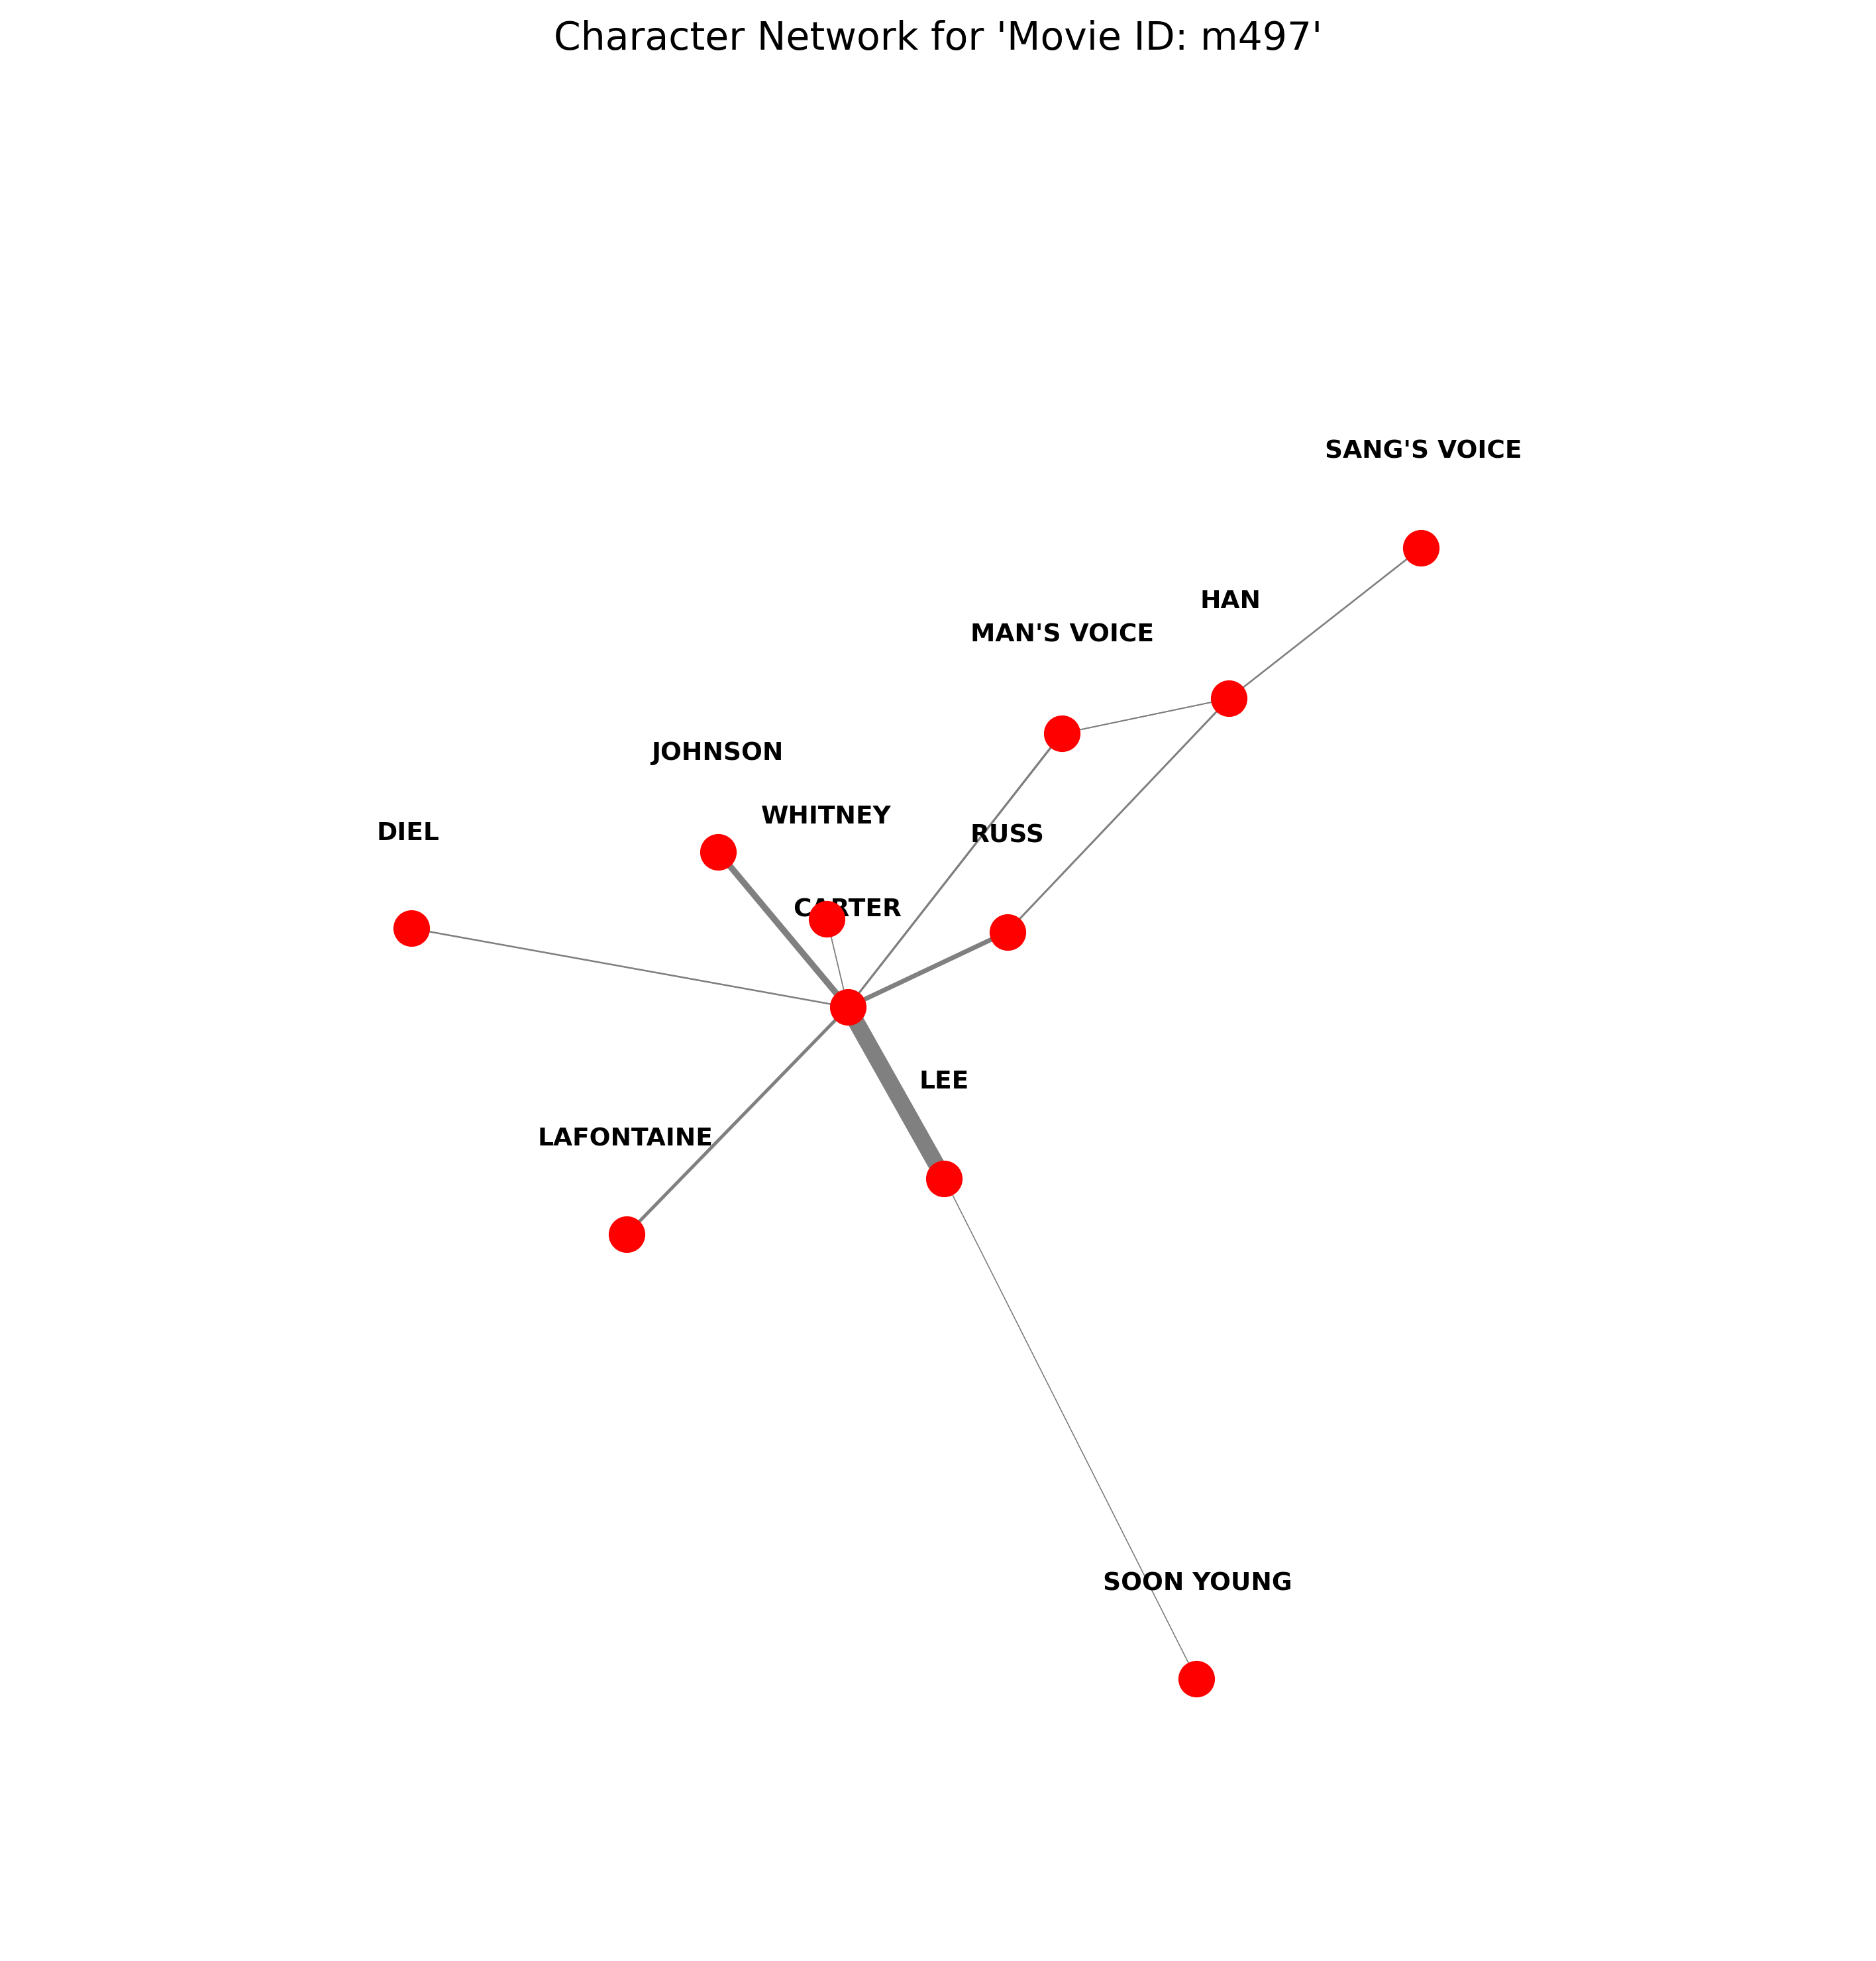 Character Network for 'Movie ID: m497'
SANG'S VOICE
HAN
MAN'S VOICE
JOHNSON
WHITNEY
DIEL
RUSS
CARTER
LEE
LAFONTAINE
SOON YOUNG